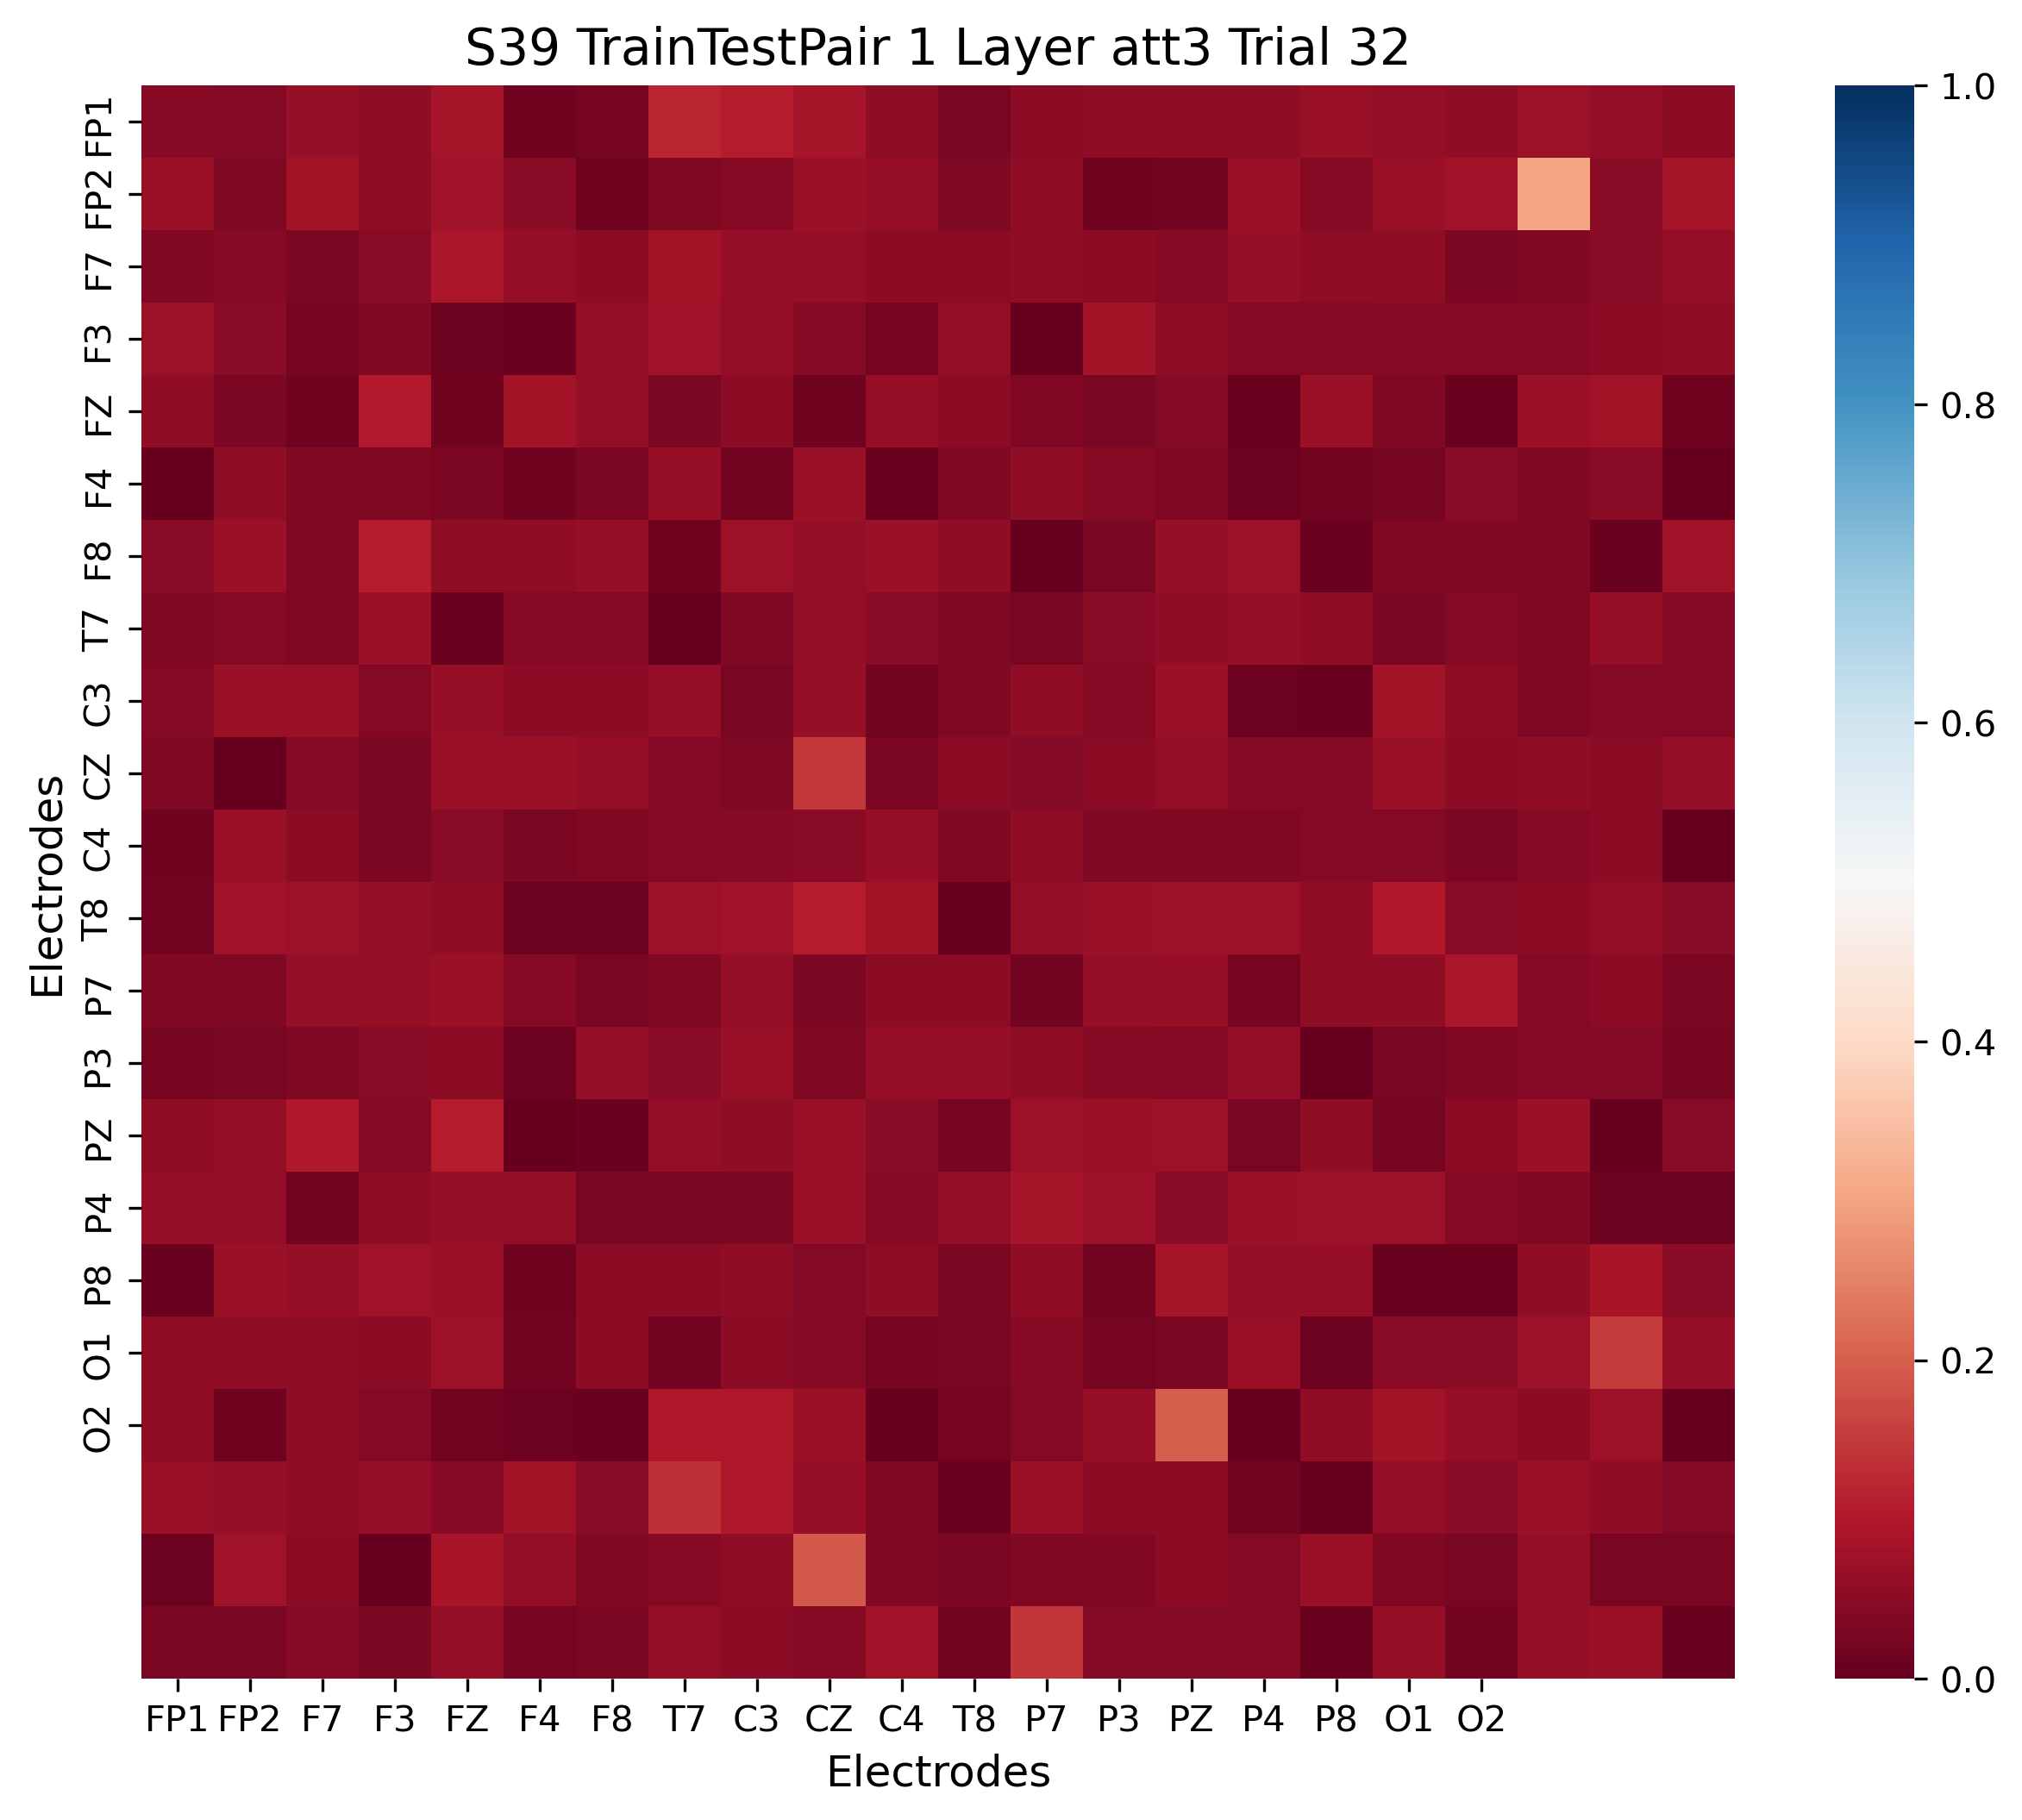 S39 TrainTestPair 1 Layer att3 Trial 32
Electrodes
FP1
FP2
F7
F3
FZ
F4
F8
T7
C3
CZ
C4
T8
P7
P3
PZ
P4
P8
O1
O2
FP1 FP2 F7 F3 FZ F4 F8 T7 C3 CZ C4 T8 P7 P3 PZ P4 P8 O1 O2
Electrodes
1.0
0.8
0.6
0.4
0.2
0.0